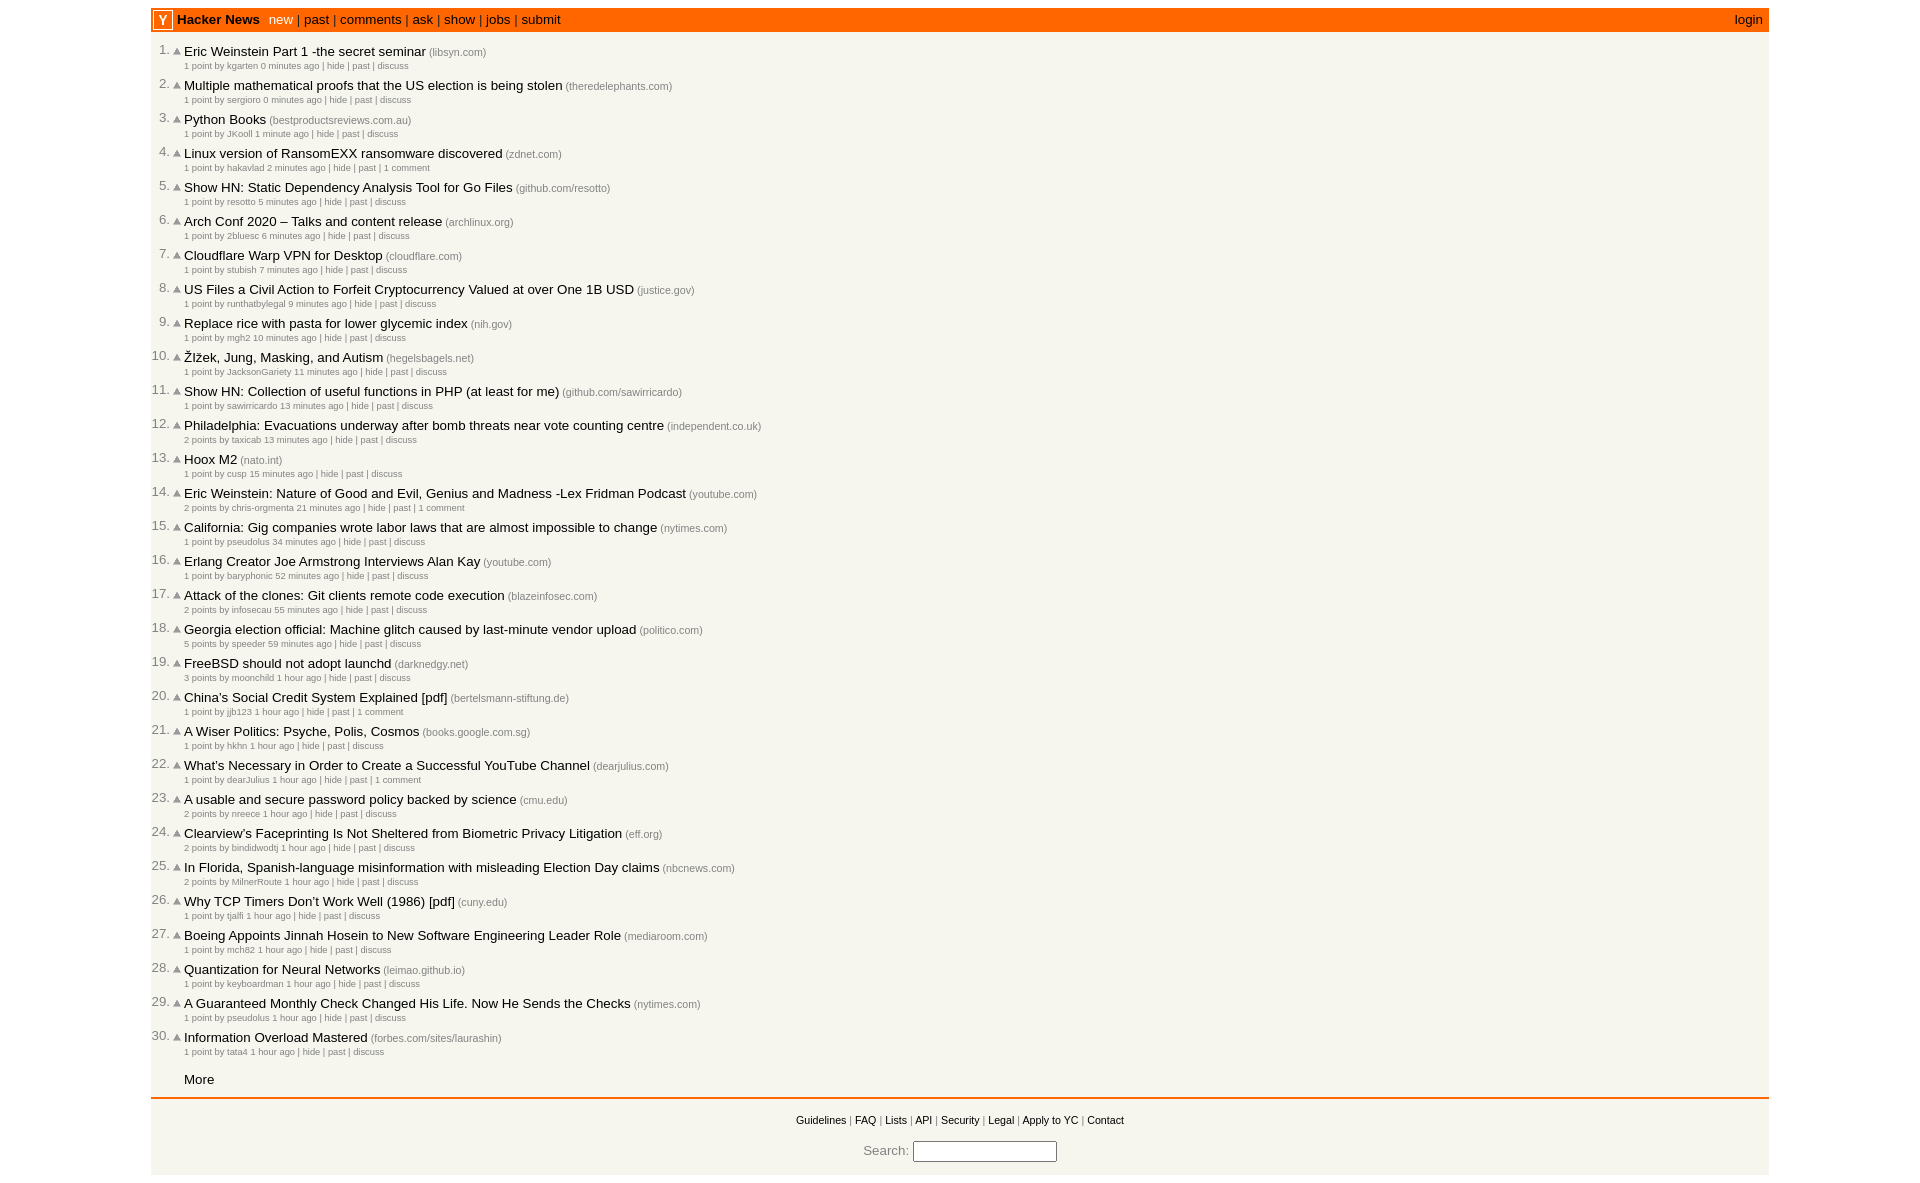 Y Hacker News new | past | comments | ask | show | jobs | submit login
1. Eric Weinstein Part 1 -the secret seminar (libsyn.com)
1 point by kgarten 0 minutes ago | hide | past | discuss
2. Multiple mathematical proofs that the US election is being stolen (theredelephants.com)
1 point by sergioro 0 minutes ago | hide | past | discuss
3. Python Books (bestproductsreviews.com.au)
1 point by JKooll 1 minute ago | hide | past | discuss
4. Linux version of RansomEXX ransomware discovered (zdnet.com)
1 point by hakavlad 2 minutes ago | hide | past | 1 comment
5. Show HN: Static Dependency Analysis Tool for Go Files (github.com/resotto)
1 point by resotto 5 minutes ago | hide | past | discuss
6. Arch Conf 2020 – Talks and content release (archlinux.org)
1 point by 2bluesc 6 minutes ago | hide | past | discuss
7. Cloudflare Warp VPN for Desktop (cloudflare.com)
1 point by stubish 7 minutes ago | hide | past | discuss
8. US Files a Civil Action to Forfeit Cryptocurrency Valued at over One 1B USD (justice.gov)
1 point by runthatbylegal 9 minutes ago | hide | past | discuss
9. Replace rice with pasta for lower glycemic index (nih.gov)
1 point by mgh2 10 minutes ago | hide | past | discuss
10. ŽIžek, Jung, Masking, and Autism (hegelsbagels.net)
1 point by JacksonGariety 11 minutes ago | hide | past | discuss
11. Show HN: Collection of useful functions in PHP (at least for me) (github.com/sawirricardo)
1 point by sawirricardo 13 minutes ago | hide | past | discuss
12. Philadelphia: Evacuations underway after bomb threats near vote counting centre (independent.co.uk)
2 points by taxicab 13 minutes ago | hide | past | discuss
13. Hoox M2 (nato.int)
1 point by cusp 15 minutes ago | hide | past | discuss
14. Eric Weinstein: Nature of Good and Evil, Genius and Madness -Lex Fridman Podcast (youtube.com)
2 points by chris-orgmenta 21 minutes ago | hide | past | 1 comment
15. California: Gig companies wrote labor laws that are almost impossible to change (nytimes.com)
1 point by pseudolus 34 minutes ago | hide | past | discuss
16. Erlang Creator Joe Armstrong Interviews Alan Kay (youtube.com)
1 point by baryphonic 52 minutes ago | hide | past | discuss
17. Attack of the clones: Git clients remote code execution (blazeinfosec.com)
2 points by infosecau 55 minutes ago | hide | past | discuss
18. Georgia election official: Machine glitch caused by last-minute vendor upload (politico.com)
5 points by speeder 59 minutes ago | hide | past | discuss
19. FreeBSD should not adopt launchd (darknedgy.net)
3 points by moonchild 1 hour ago | hide | past | discuss
20. China’s Social Credit System Explained [pdf] (bertelsmann-stiftung.de)
1 point by jjb123 1 hour ago | hide | past | 1 comment
21. A Wiser Politics: Psyche, Polis, Cosmos (books.google.com.sg)
1 point by hkhn 1 hour ago | hide | past | discuss
22. What’s Necessary in Order to Create a Successful YouTube Channel (dearjulius.com)
1 point by dearJulius 1 hour ago | hide | past | 1 comment
23. A usable and secure password policy backed by science (cmu.edu)
2 points by nreece 1 hour ago | hide | past | discuss
24. Clearview’s Faceprinting Is Not Sheltered from Biometric Privacy Litigation (eff.org)
2 points by bindidwodtj 1 hour ago | hide | past | discuss
25. In Florida, Spanish-language misinformation with misleading Election Day claims (nbcnews.com)
2 points by MilnerRoute 1 hour ago | hide | past | discuss
26. Why TCP Timers Don’t Work Well (1986) [pdf] (cuny.edu)
1 point by tjalfi 1 hour ago | hide | past | discuss
27. Boeing Appoints Jinnah Hosein to New Software Engineering Leader Role (mediaroom.com)
1 point by mch82 1 hour ago | hide | past | discuss
28. Quantization for Neural Networks (leimao.github.io)
1 point by keyboardman 1 hour ago | hide | past | discuss
29. A Guaranteed Monthly Check Changed His Life. Now He Sends the Checks (nytimes.com)
1 point by pseudolus 1 hour ago | hide | past | discuss
30. Information Overload Mastered (forbes.com/sites/laurashin)
1 point by tata4 1 hour ago | hide | past | discuss
More
Guidelines | FAQ | Lists | API | Security | Legal | Apply to YC | Contact
Search: